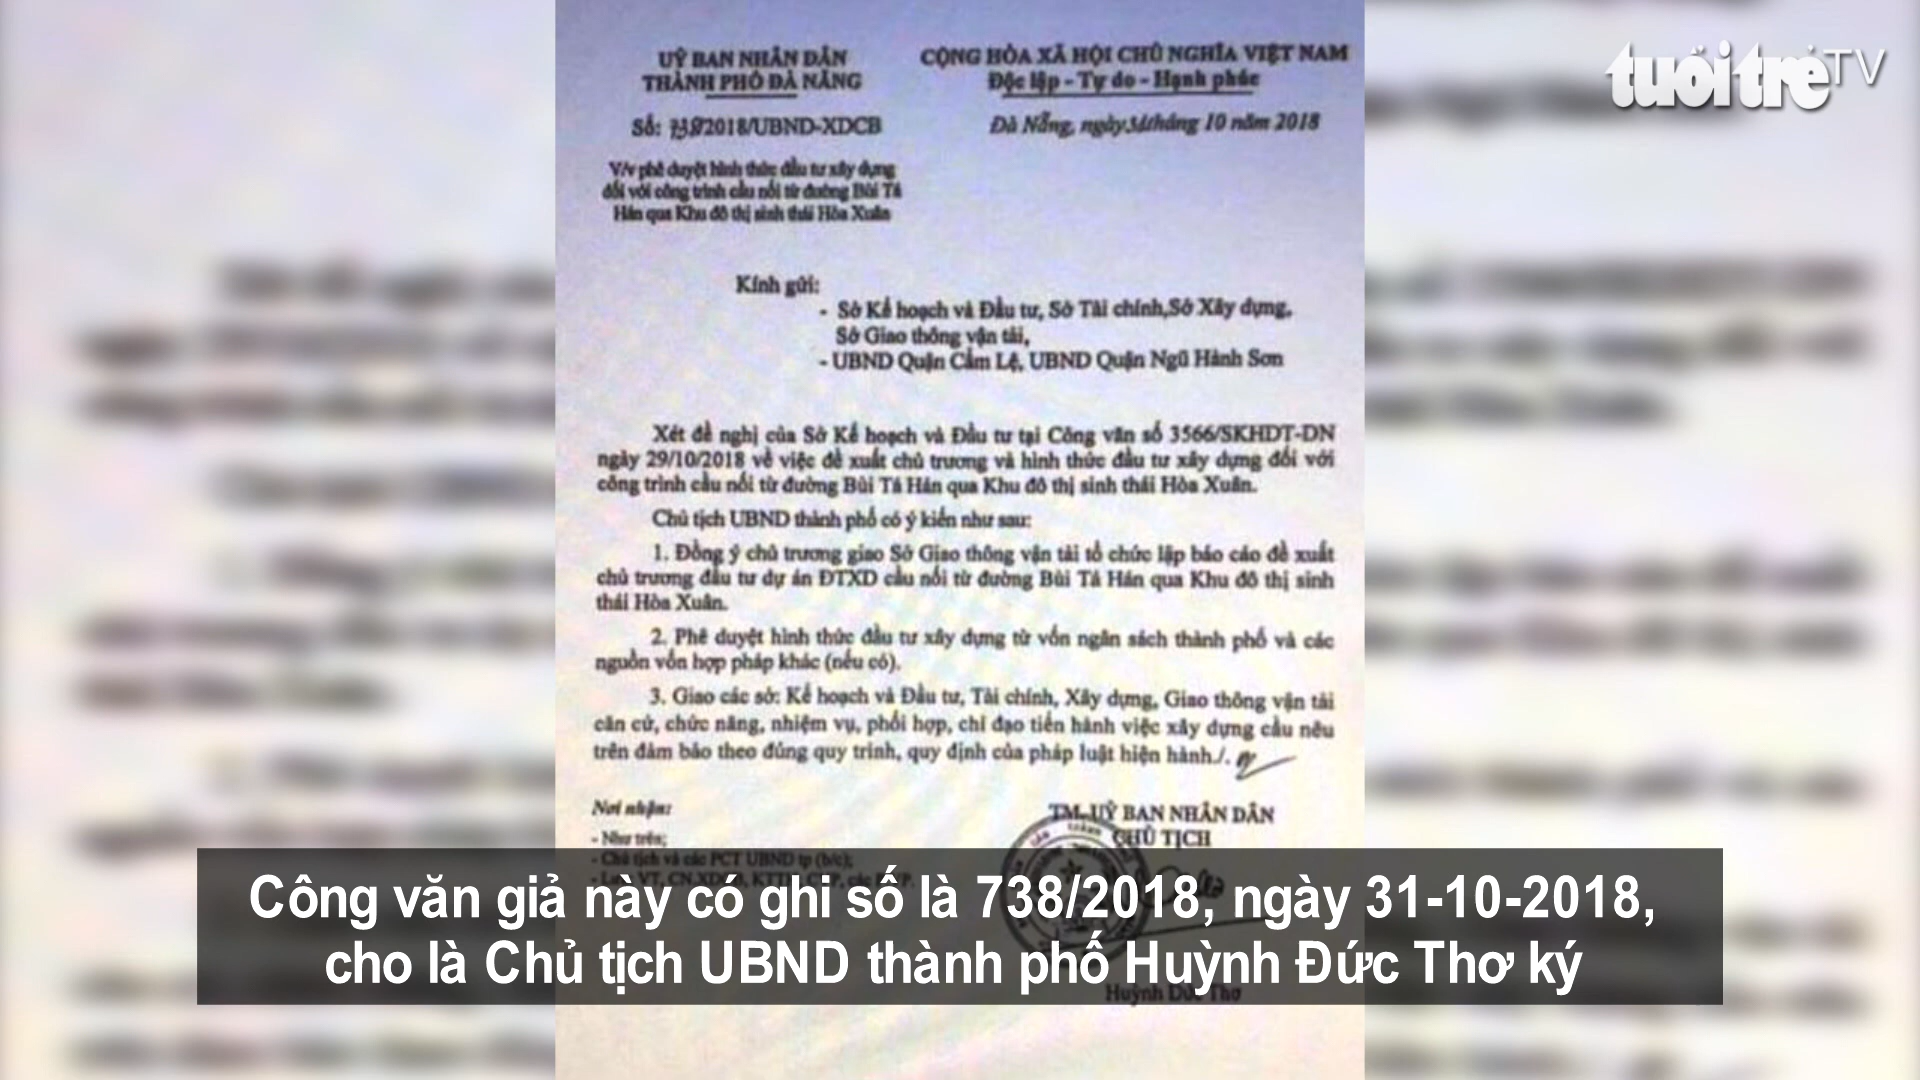 UỶ BAN NHÂN DÂN
THÀNH PHỐ ĐÀ NẴNG
CỘNG HÒA XÃ HỘI CHỦ NGHĨA VIỆT NAM
Độc lập - Tự do - Hạnh phúc
tuổi trẻ TV
Số: 738/2018/UBND-XDCB
Đà Nẵng, ngày 31 tháng 10 năm 2018
V/v phê duyệt hình thức đầu tư xây dựng
đối với công trình cầu nối từ đường Bùi Tá
Hán qua Khu đô thị sinh thái Hòa Xuân
Kính gửi:
- Sở Kế hoạch và Đầu tư, Sở Tài chính,Sở Xây dựng,
Sở Giao thông vận tải,
- UBND Quận Cẩm Lệ, UBND Quận Ngũ Hành Sơn
Xét đề nghị của Sở Kế hoạch và Đầu tư tại Công văn số 3566/SKHDT-DN
ngày 29/10/2018 về việc đề xuất chủ trương và hình thức đầu tư xây dựng đối với
công trình cầu nối từ đường Bùi Tá Hán qua Khu đô thị sinh thái Hòa Xuân.
Chủ tịch UBND thành phố có ý kiến như sau:
1. Đồng ý chủ trương giao Sở Giao thông vận tải tổ chức lập báo cáo đề xuất
chủ trương đầu tư dự án ĐTXD cầu nối từ đường Bùi Tá Hán qua Khu đô thị sinh
thái Hòa Xuân.
2. Phê duyệt hình thức đầu tư xây dựng từ vốn ngân sách thành phố và các
nguồn vốn hợp pháp khác (nếu có).
3. Giao các sở: Kế hoạch và Đầu tư, Tài chính, Xây dựng, Giao thông vận tải
căn cứ, chức năng, nhiệm vụ, phối hợp, chỉ đạo tiến hành việc xây dựng cầu nêu
trên đảm bảo theo đúng quy trình, quy định của pháp luật hiện hành./.
Nơi nhận:
- Như trên;
- Chủ tịch và các PCT UBND tp (b/c);
TM. UỶ BAN NHÂN DÂN
CHỦ TỊCH
Công văn giả này có ghi số là 738/2018, ngày 31-10-2018,
cho là Chủ tịch UBND thành phố Huỳnh Đức Thơ ký
Huỳnh Đức Thơ